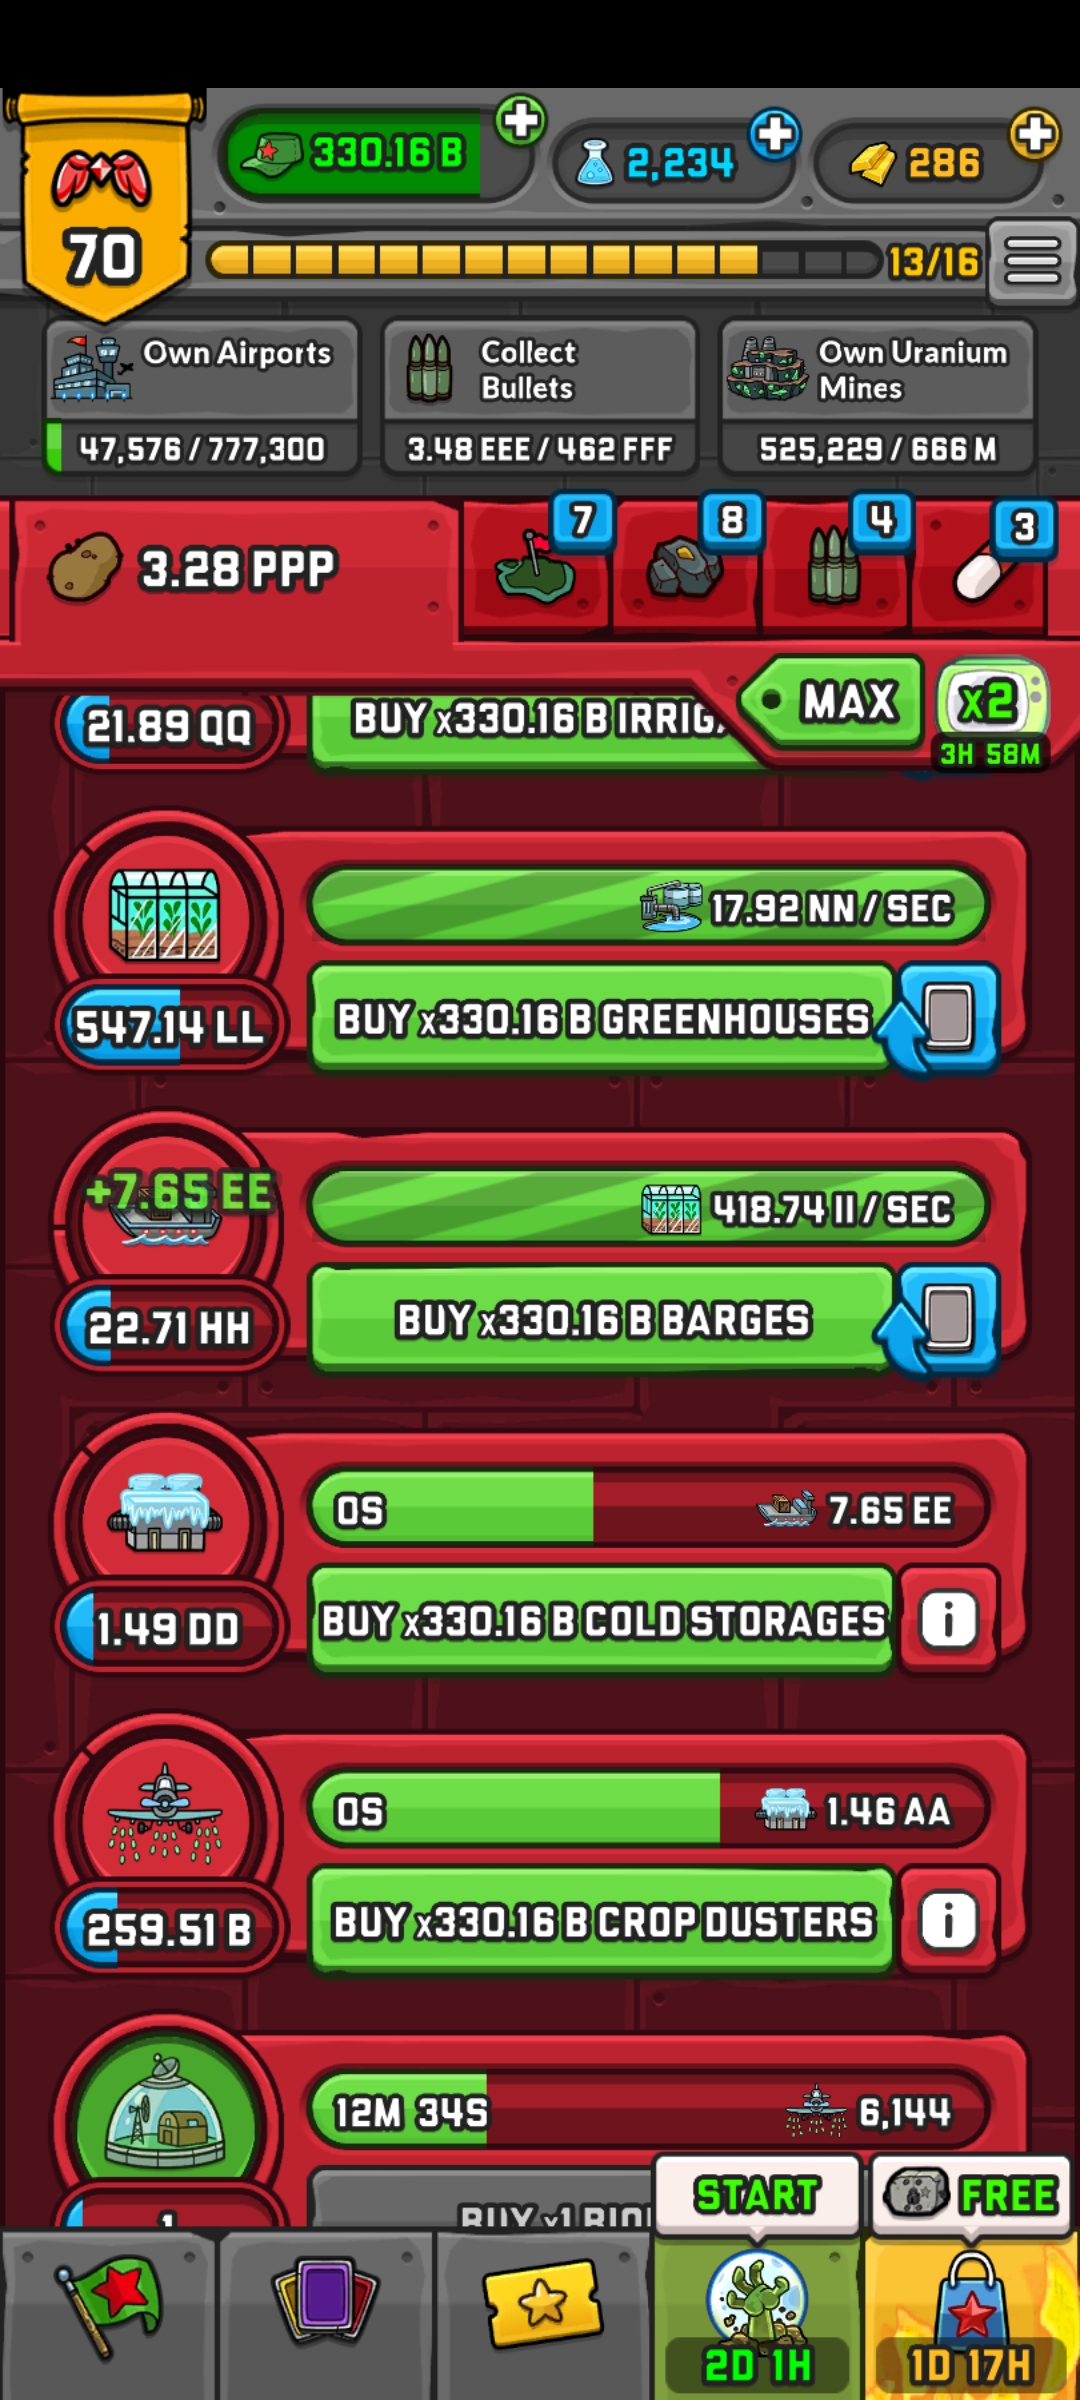 330.16 B
2,234
286
70
13/16
Own Airports
47,576 / 777,300
Collect
Bullets
3.48 EEE / 462 FFF
Own Uranium
Mines
525,229 / 666 M
3.28 PPP
7
8
4
3
MAX
x2
3H 58M
21.89 QQ
BUY x330.16 B IRRIG
17.92 NN / SEC
547.14 LL
BUY x330.16 B GREENHOUSES
+7.65 EE
418.74 II / SEC
22.71 HH
BUY x330.16 B BARGES
0S
7.65 EE
1.49 DD
BUY x330.16 B COLD STORAGES
i
0S
1.46 AA
259.51 B
BUY x330.16 B CROP DUSTERS
i
12M 34S
6,144
1
BUY x1 BIO
START
FREE
2D 1H
1D 17H